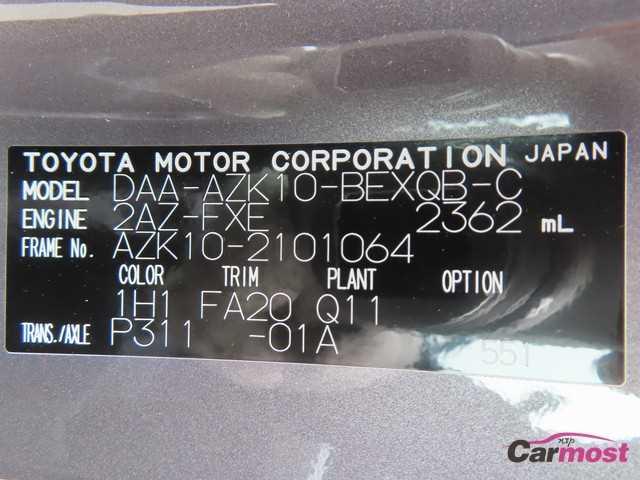 TOYOTA MOTOR CORPORATION JAPAN
MODEL DAA-AZK10-BEXQB-C
ENGINE 2AZ-FXE 2362 mL
FRAME No. AZK10-2101064
COLOR TRIM PLANT OPTION
1H1 FA20 Q11
TRANS./AXLE P311 -01A
551
nxp
Carmost